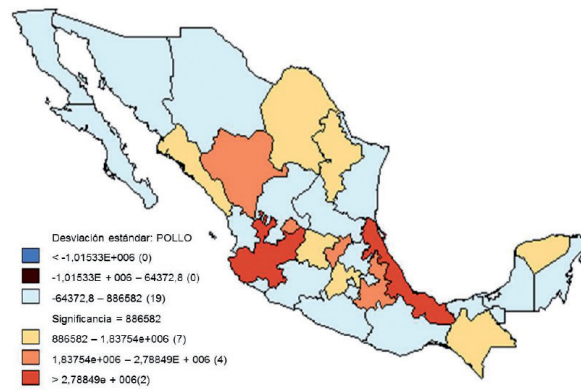 Desviación estándar: POLLO
< -1,01533E+006 (0)
-1,01533E + 006 – 64372,8 (0)
-64372,8 – 886582 (19)
Significancia = 886582
886582 – 1,83754e+006 (7)
1,83754e+006 – 2,78849E + 006 (4)
> 2,78849e + 006(2)